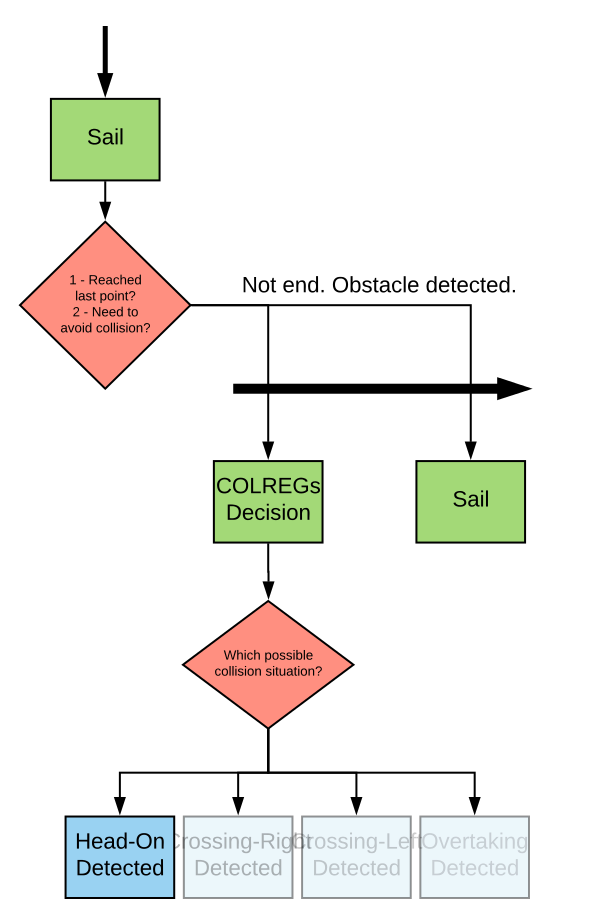 Sail
1 - Reached
last point?
2 - Need to
avoid collision?
Not end. Obstacle detected.
COLREGs
Decision
Sail
Which possible
collision situation?
Head-On
Detected
Crossing-Right
Detected
Crossing-Left
Detected
Overtaking
Detected